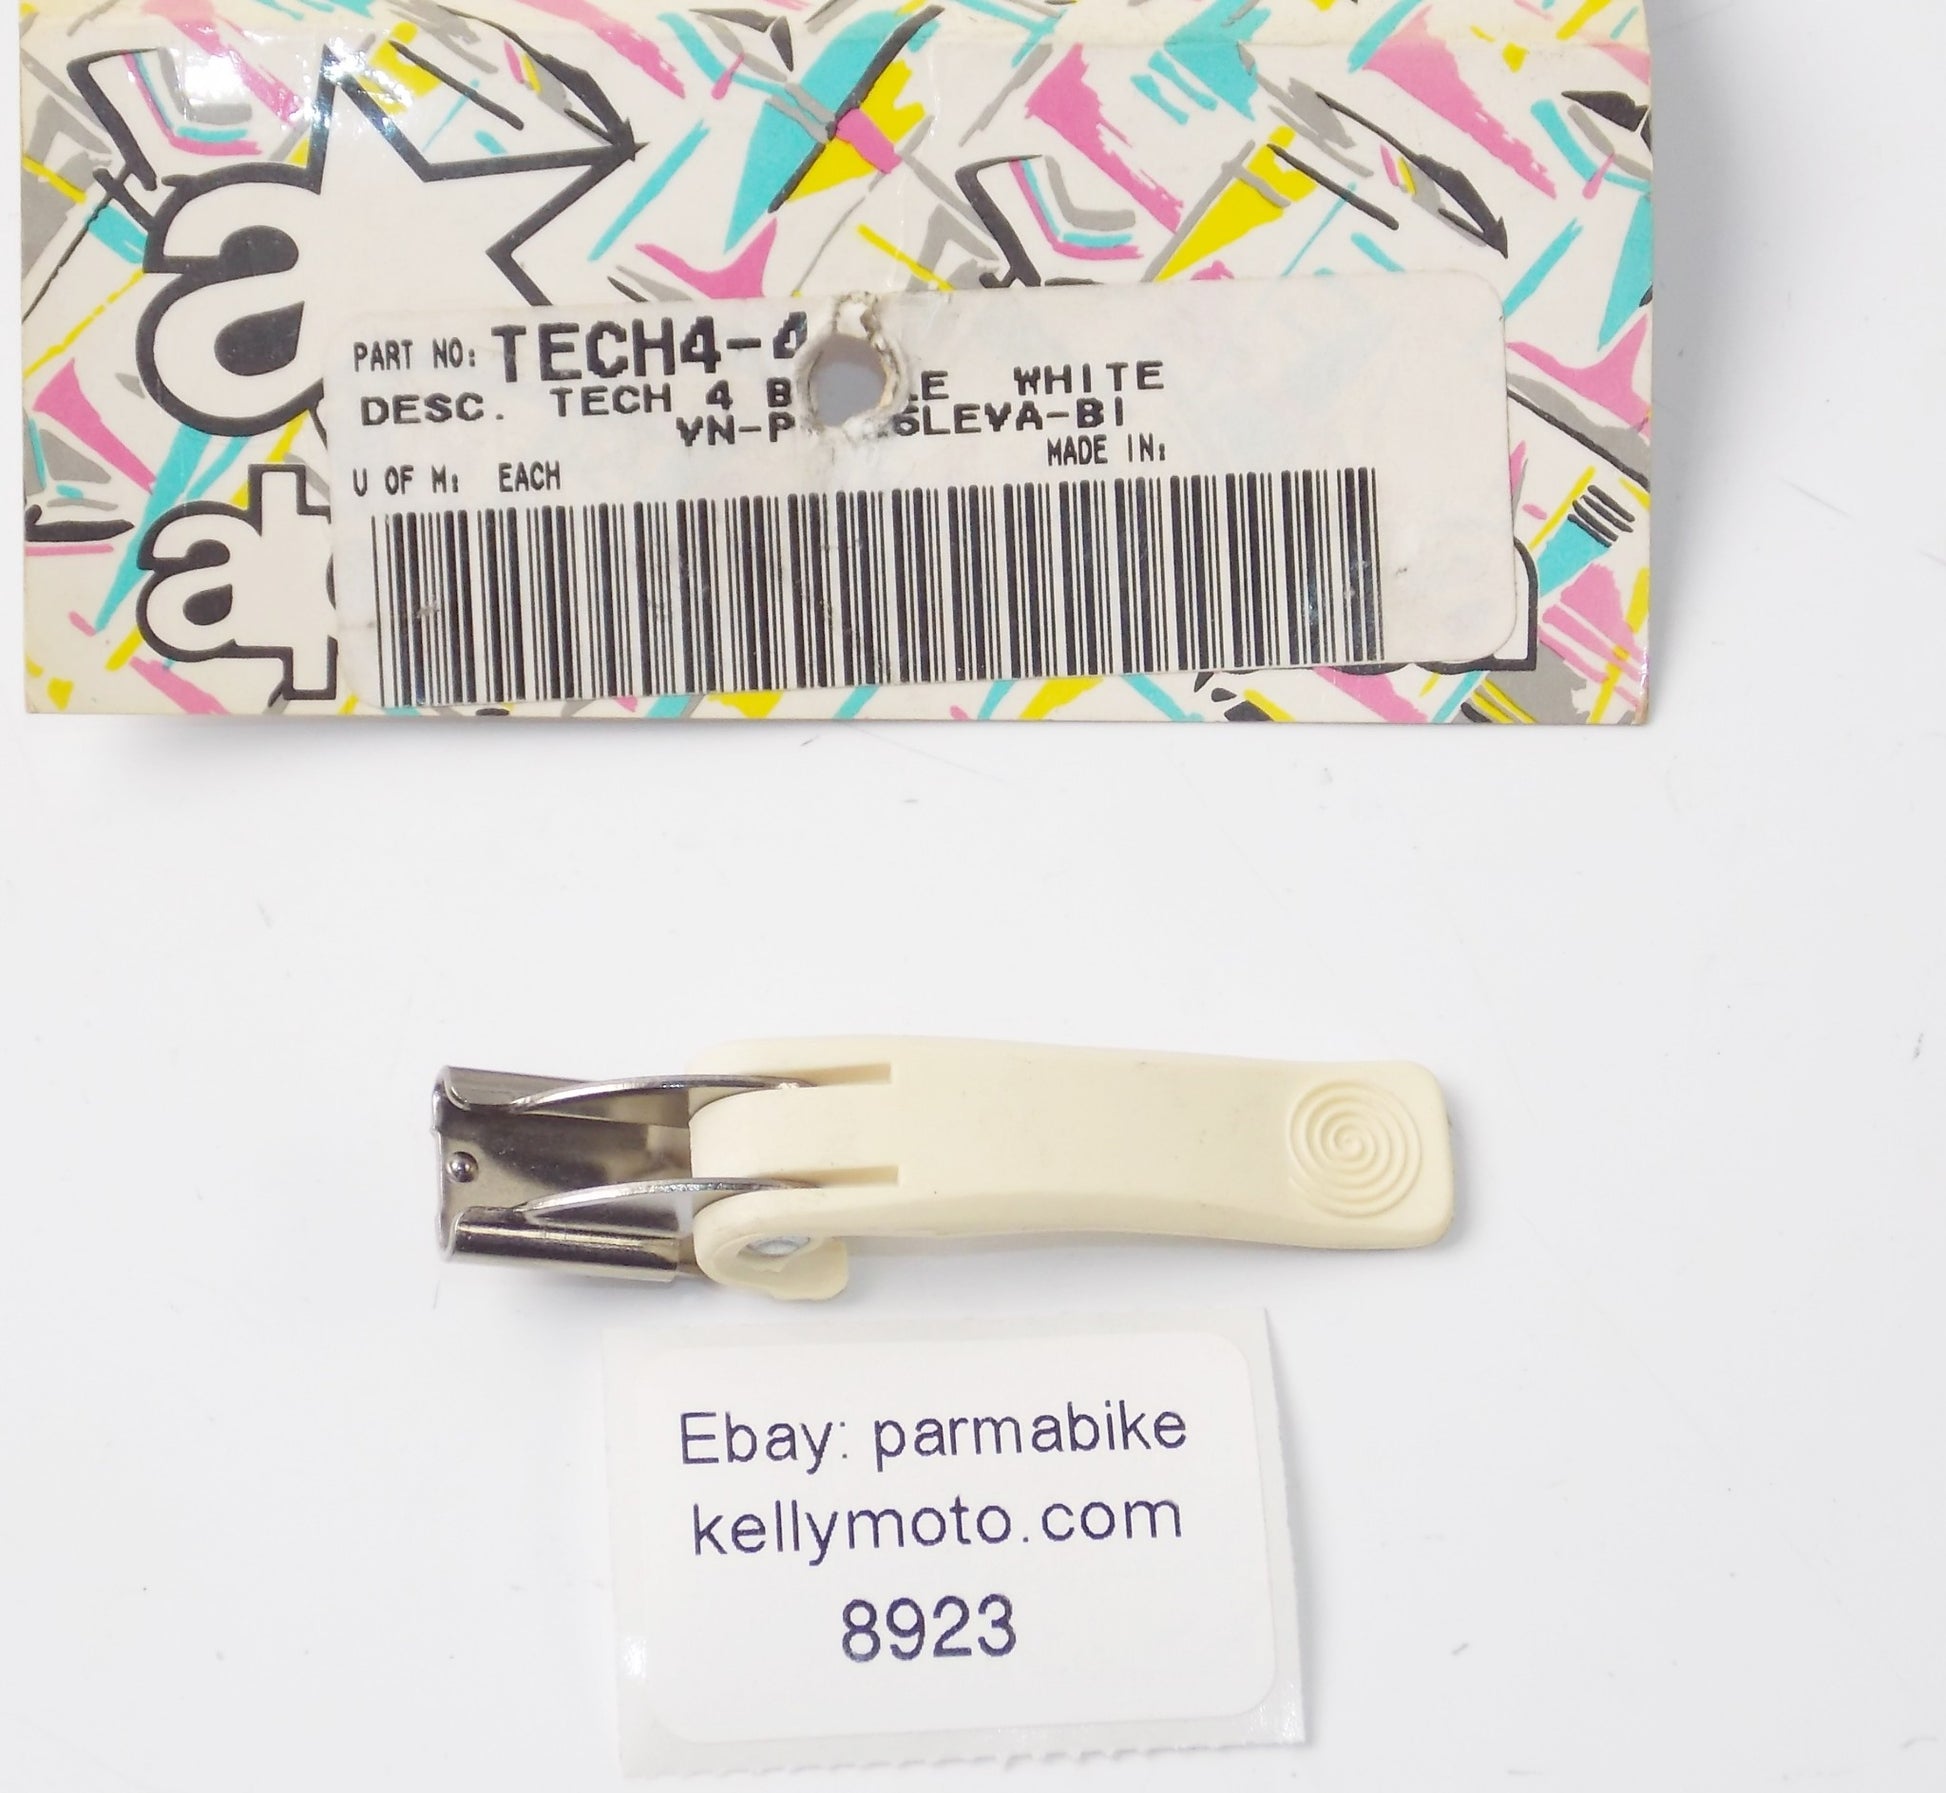 a
PART NO: TECH4-4
DESC. TECH 4 WHITE
U OF M: EACH
MADE IN:
Ebay: parmabike
kellymoto.com
8923